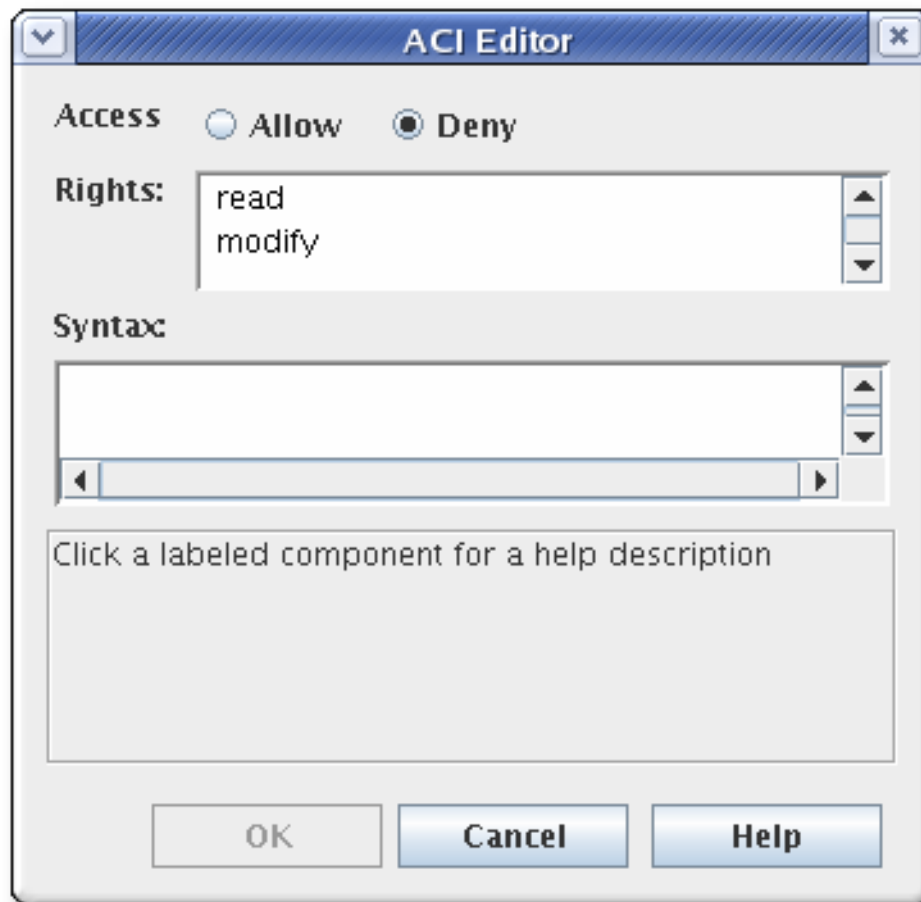 ACI Editor
Access Allow Deny
Rights: read
modify
Syntax:
Click a labeled component for a help description
OK Cancel Help